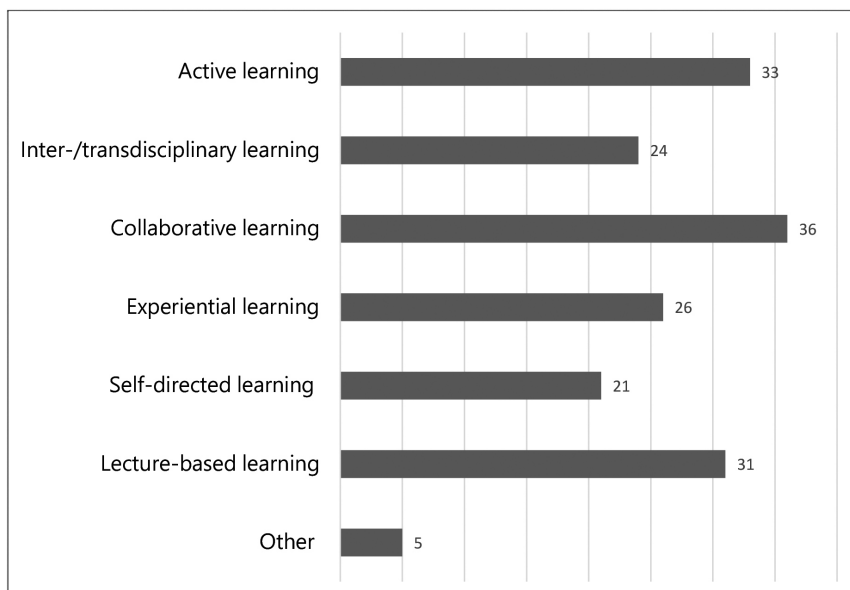 Active learning
33
Inter-/transdisciplinary learning
24
Collaborative learning
36
Experiential learning
26
Self-directed learning
21
Lecture-based learning
31
Other
5